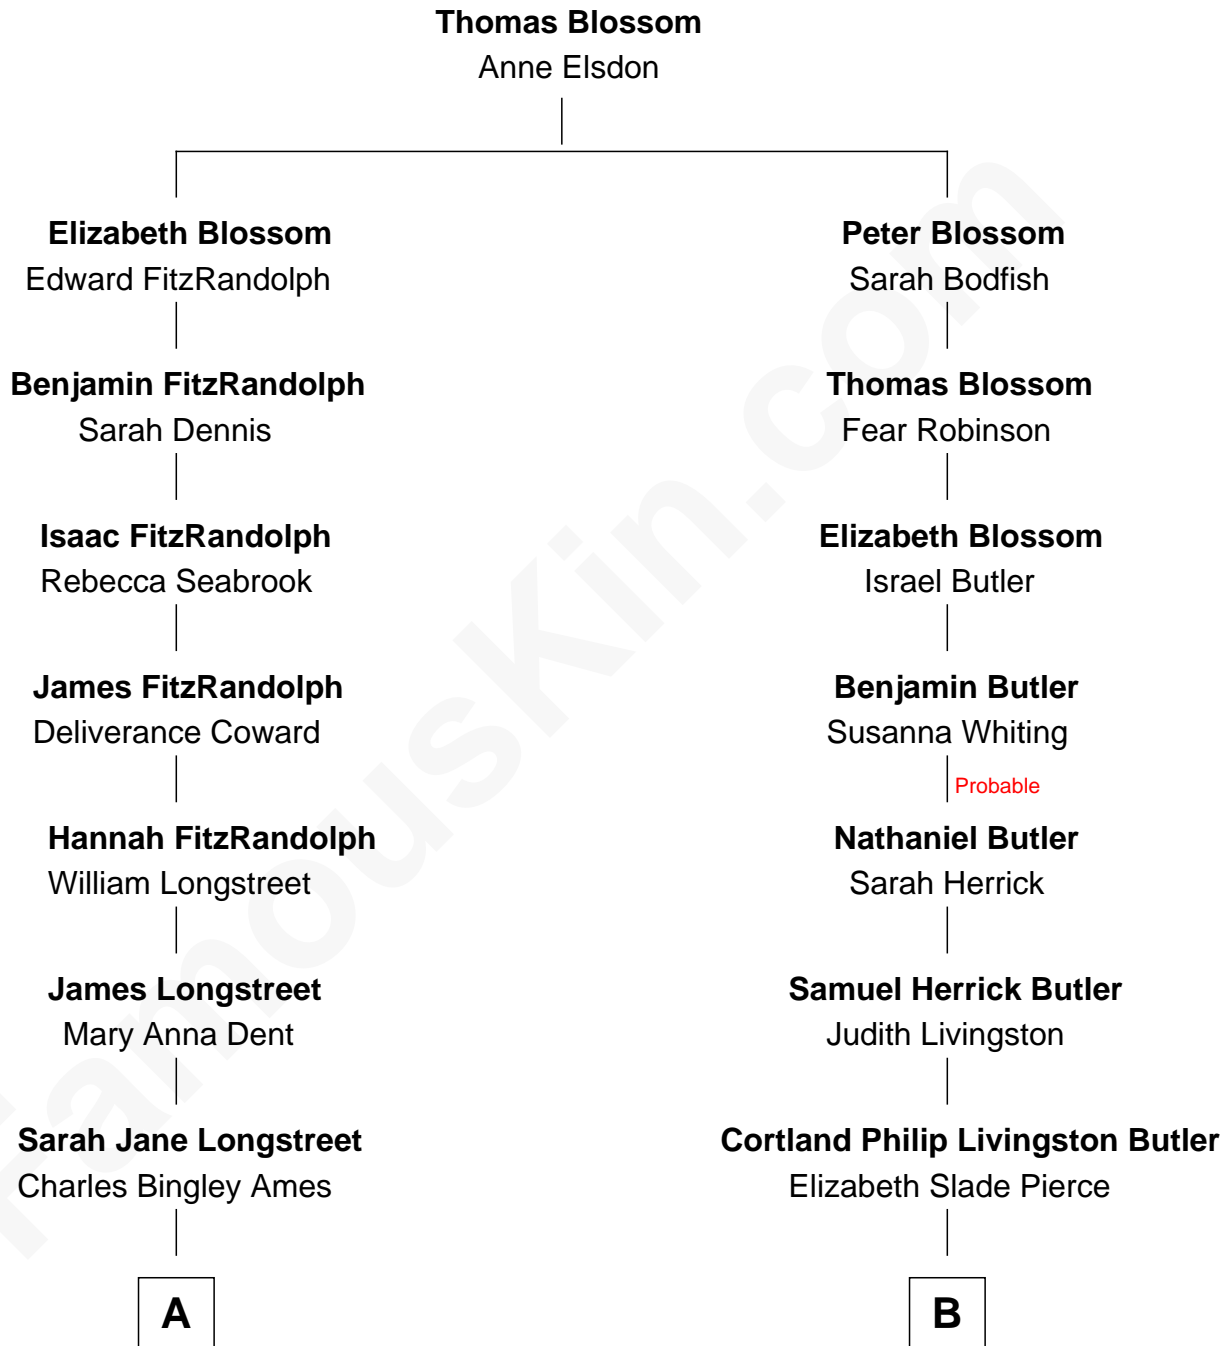 Thomas Blossom
Anne Elsdon
Elizabeth Blossom
Edward FitzRandolph
Peter Blossom
Sarah Bodfish
Benjamin FitzRandolph
Sarah Dennis
Thomas Blossom
Fear Robinson
Isaac FitzRandolph
Rebecca Seabrook
Elizabeth Blossom
Israel Butler
James FitzRandolph
Deliverance Coward
Benjamin Butler
Susanna Whiting
Probable
Hannah FitzRandolph
William Longstreet
Nathaniel Butler
Sarah Herrick
James Longstreet
Mary Anna Dent
Samuel Herrick Butler
Judith Livingston
Sarah Jane Longstreet
Charles Bingley Ames
Cortland Philip Livingston Butler
Elizabeth Slade Pierce
A
B
FamousKin.com